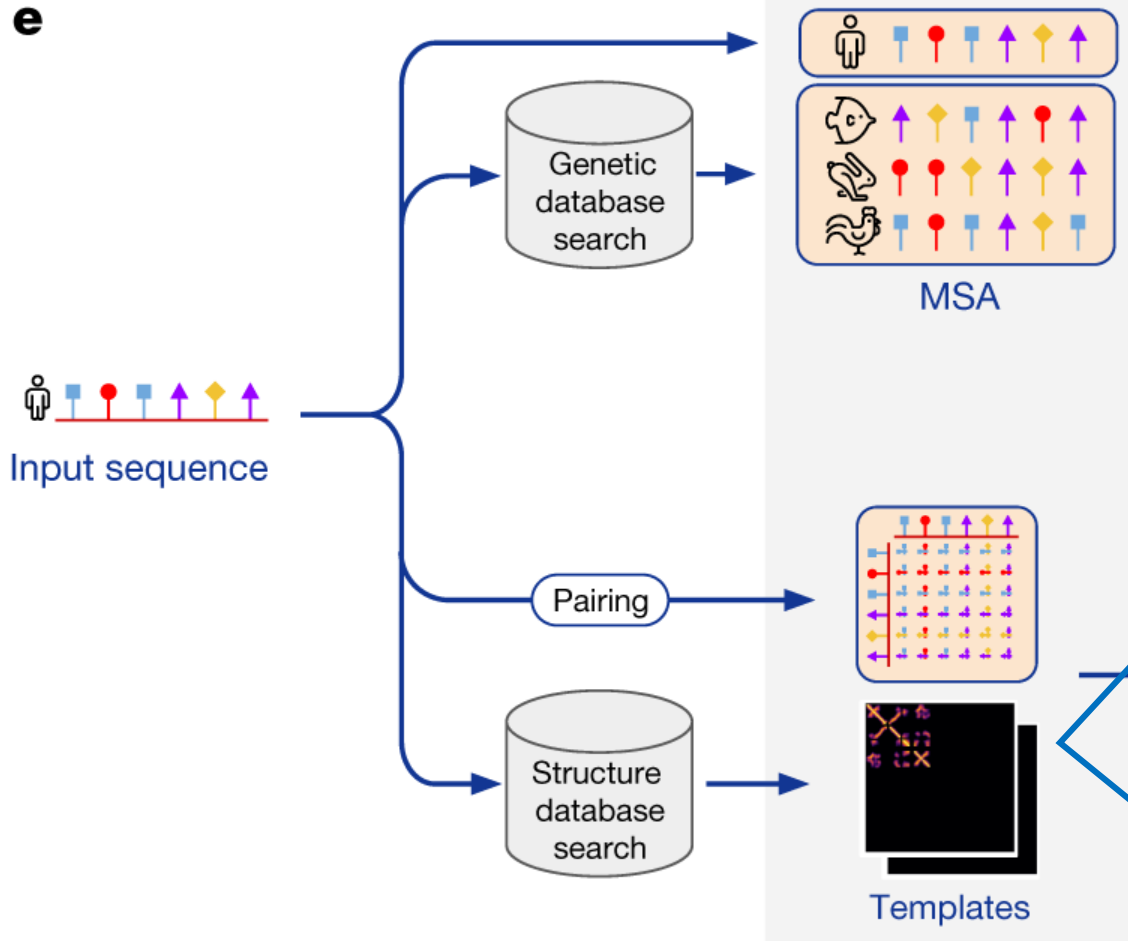 e
Genetic
database
search
MSA
Input sequence
Pairing
Structure
database
search
Templates